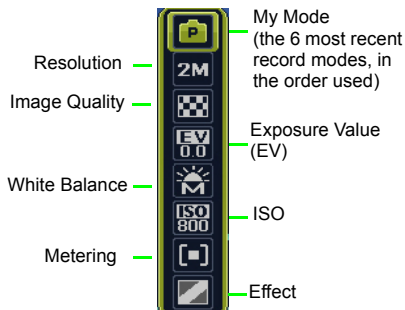 My Mode
(the 6 most recent
record modes, in
the order used)
P
Resolution
2M
Image Quality
EV
0.0
Exposure Value
(EV)
White Balance
M
ISO
800
ISO
Metering
Effect